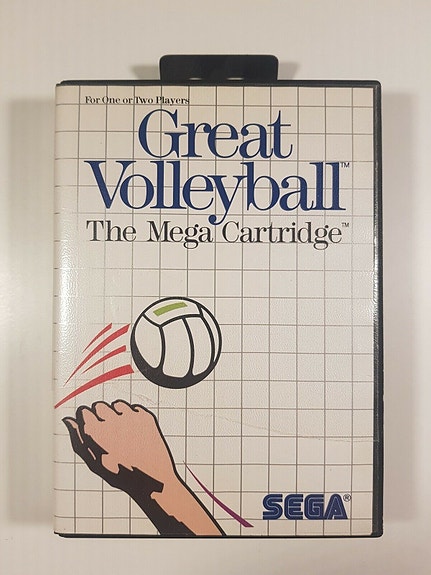 For One or Two Players
Great
Volleyball™
The Mega Cartridge™
SEGA®